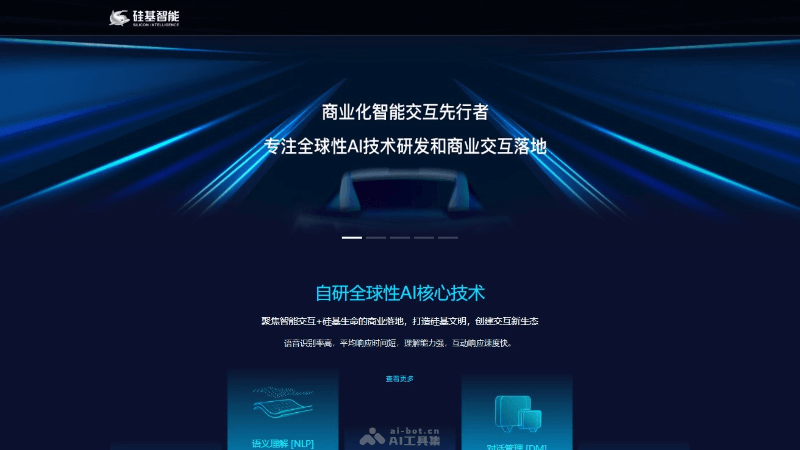 硅基智能
SILICON INTELLIGENCE
商业化智能交互先行者
专注全球性AI技术研发和商业交互落地
自研全球性AI核心技术
聚焦智能交互+硅基生命的商业落地，打造硅基文明，创建交互新生态
语音识别率高，平均响应时间短，理解能力强，互动响应速度快。
查看更多
语义理解 [NLP]
ai-bot.cn
AI工具集
对话管理 [DM]